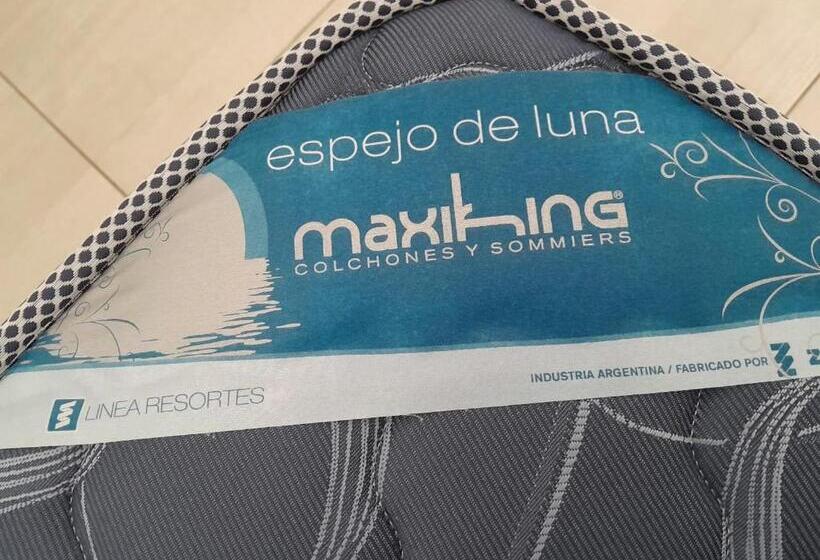 espejo de luna
maxiking®
COLCHONES Y SOMMIERS
INDUSTRIA ARGENTINA / FABRICADO POR
LINEA RESORTES